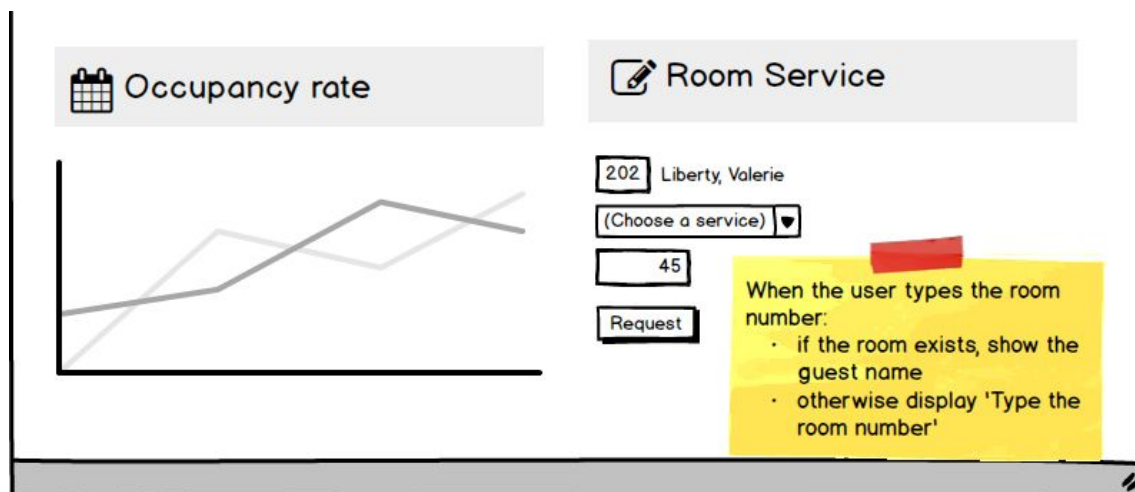 Occupancy rate
Room Service
202 Liberty, Valerie
(Choose a service)
45
Request
When the user types the room
number:
· if the room exists, show the
guest name
· otherwise display 'Type the
room number'